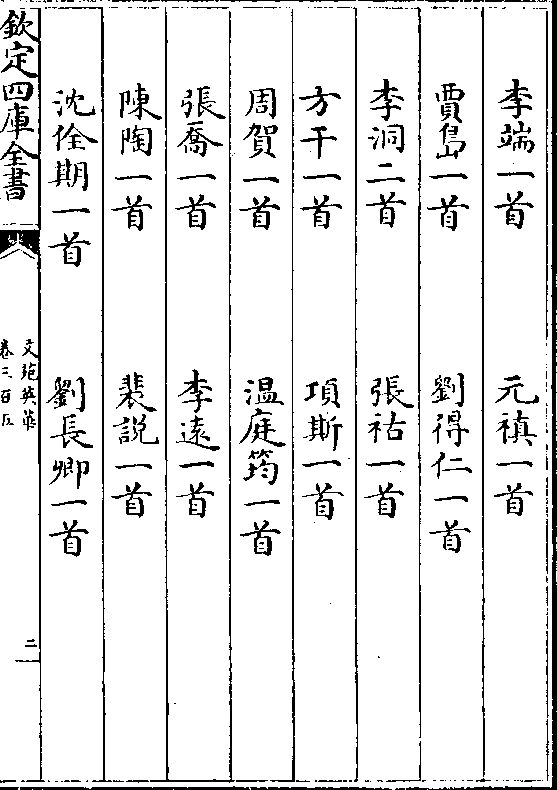 李端一首　元禛一首
賈島一首　劉得仁一首
李洞二首　張祜一首
方干一首　項斯一首
周賀一首　温庭筠一首
張喬一首　李遠一首
陳陶一首　裴說一首
沈佺期一首　劉長卿一首
欽定四庫全書
文苑英華
卷三百五
二